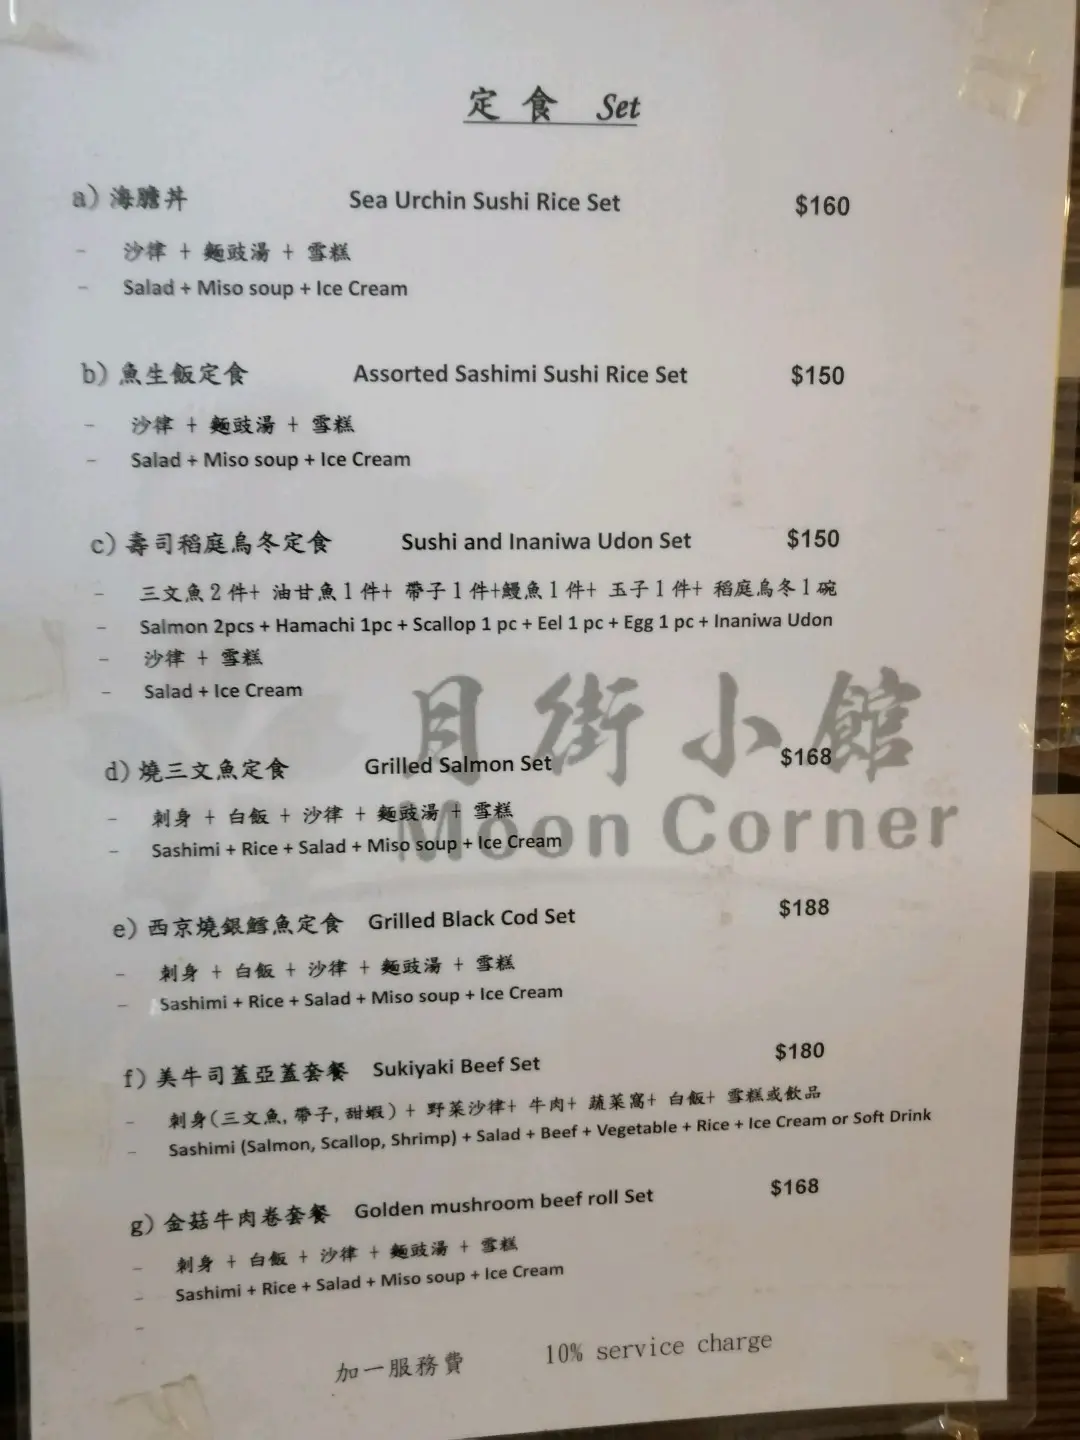 定食 Set
a) 海膽丼 Sea Urchin Sushi Rice Set $160
- 沙律 + 麵豉湯 + 雪糕
- Salad + Miso soup + Ice Cream
b) 魚生飯定食 Assorted Sashimi Sushi Rice Set $150
- 沙律 + 麵豉湯 + 雪糕
- Salad + Miso soup + Ice Cream
c) 壽司稻庭烏冬定食 Sushi and Inaniwa Udon Set $150
- 三文魚2件+ 油甘魚1件+ 帶子1件+鰻魚1件+ 玉子1件+ 稻庭烏冬1碗
- Salmon 2pcs + Hamachi 1pc + Scallop 1 pc + Eel 1 pc + Egg 1 pc + Inaniwa Udon
- 沙律 + 雪糕
- Salad + Ice Cream
月街小館
Moon Corner
d) 燒三文魚定食 Grilled Salmon Set $168
- 刺身 + 白飯 + 沙律 + 麵豉湯 + 雪糕
- Sashimi + Rice + Salad + Miso soup + Ice Cream
e) 西京燒銀鱈魚定食 Grilled Black Cod Set $188
- 刺身 + 白飯 + 沙律 + 麵豉湯 + 雪糕
- Sashimi + Rice + Salad + Miso soup + Ice Cream
f) 美牛司蓋亞蓋套餐 Sukiyaki Beef Set $180
- 刺身(三文魚,帶子,甜蝦) + 野菜沙律+ 牛肉+ 蔬菜窩+ 白飯+ 雪糕或飲品
- Sashimi (Salmon, Scallop, Shrimp) + Salad + Beef + Vegetable + Rice + Ice Cream or Soft Drink
g) 金菇牛肉卷套餐 Golden mushroom beef roll Set $168
- 刺身 + 白飯 + 沙律 + 麵豉湯 + 雪糕
- Sashimi + Rice + Salad + Miso soup + Ice Cream
-
加一服務費 10% service charge